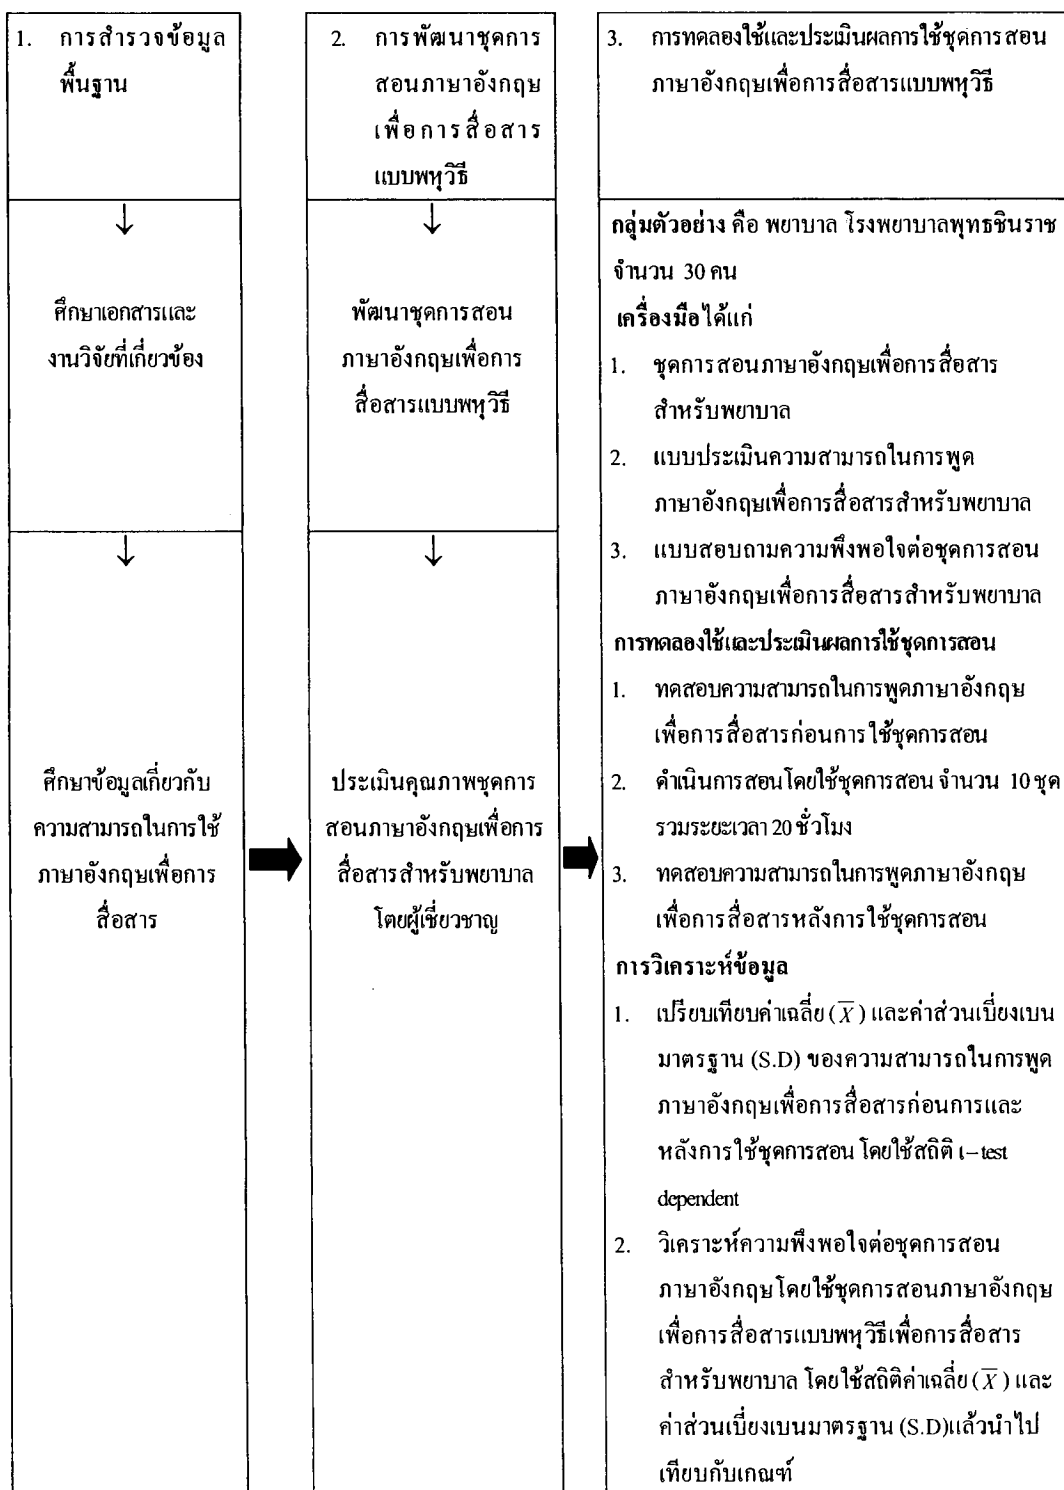 1. การสำรวจข้อมูล
พื้นฐาน
↓
ศึกษาเอกสารและ
งานวิจัยที่เกี่ยวข้อง
↓
ศึกษาข้อมูลเกี่ยวกับ
ความสามารถในการใช้
ภาษาอังกฤษเพื่อการ
สื่อสาร
2. การพัฒนาชุดการ
สอนภาษาอังกฤษ
เพื่อการสื่อสาร
แบบพหุวิธี
↓
พัฒนาชุดการสอน
ภาษาอังกฤษเพื่อการ
สื่อสารแบบพหุวิธี
↓
ประเมินคุณภาพชุดการ
สอนภาษาอังกฤษเพื่อการ
สื่อสารสำหรับพยาบาล
โดยผู้เชี่ยวชาญ
3. การทดลองใช้และประเมินผลการใช้ชุดการสอน
ภาษาอังกฤษเพื่อการสื่อสารแบบพหุวิธี
กลุ่มตัวอย่าง คือ พยาบาล โรงพยาบาลพุทธชินราช
จำนวน 30 คน
เครื่องมือ ได้แก่
1. ชุดการสอนภาษาอังกฤษเพื่อการสื่อสาร
สำหรับพยาบาล
2. แบบประเมินความสามารถในการพูด
ภาษาอังกฤษเพื่อการสื่อสารสำหรับพยาบาล
3. แบบสอบถามความพึงพอใจต่อชุดการสอน
ภาษาอังกฤษเพื่อการสื่อสารสำหรับพยาบาล
การทดลองใช้และประเมินผลการใช้ชุดการสอน
1. ทดสอบความสามารถในการพูดภาษาอังกฤษ
เพื่อการสื่อสารก่อนการใช้ชุดการสอน
2. ดำเนินการสอนโดยใช้ชุดการสอน จำนวน 10 ชุด
รวมระยะเวลา 20 ชั่วโมง
3. ทดสอบความสามารถในการพูดภาษาอังกฤษ
เพื่อการสื่อสารหลังการใช้ชุดการสอน
การวิเคราะห์ข้อมูล
1. เปรียบเทียบค่าเฉลี่ย (X̅) และค่าส่วนเบี่ยงเบน
มาตรฐาน (S.D) ของความสามารถในการพูด
ภาษาอังกฤษเพื่อการสื่อสารก่อนการและ
หลังการใช้ชุดการสอน โดยใช้สถิติ t–test
dependent
2. วิเคราะห์ความพึงพอใจต่อชุดการสอน
ภาษาอังกฤษโดยใช้ชุดการสอนภาษาอังกฤษ
เพื่อการสื่อสารแบบพหุวิธีเพื่อการสื่อสาร
สำหรับพยาบาล โดยใช้สถิติค่าเฉลี่ย (X̅) และ
ค่าส่วนเบี่ยงเบนมาตรฐาน (S.D)แล้วนำไป
เทียบกับเกณฑ์